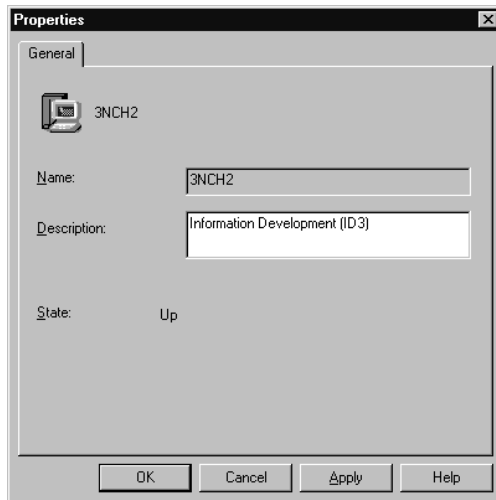 Properties
General
3NCH2
Name: 3NCH2
Description: Information Development (ID3)
State: Up
OK Cancel Apply Help